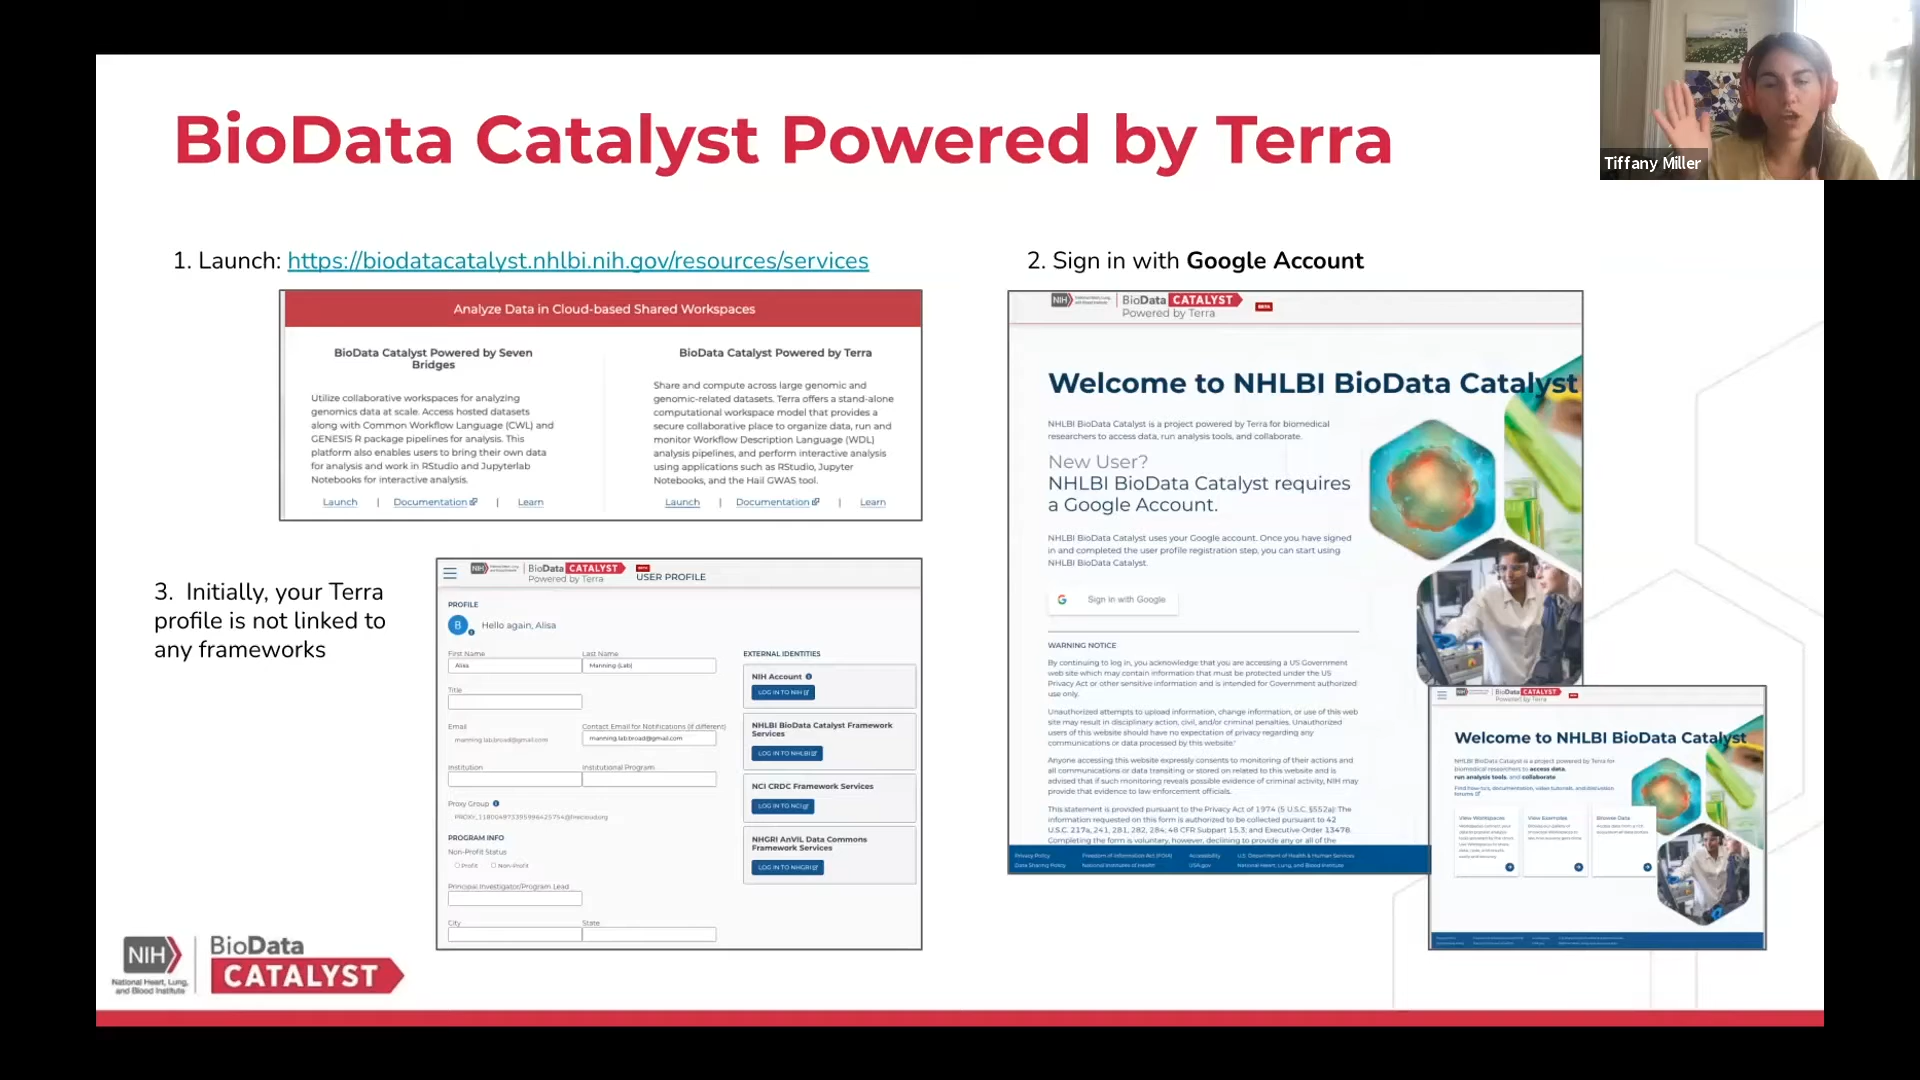 BioData Catalyst Powered by Terra
Tiffany Miller
1. Launch: https://biodatacatalyst.nhlbi.nih.gov/resources/services
Analyze Data in Cloud-based Shared Workspaces
BioData Catalyst Powered by Seven
Bridges
Utilize collaborative workspaces for analyzing
genomics data at scale. Access hosted datasets
along with Common Workflow Language (CWL) and
GENESIS R package pipelines for analysis. This
platform also enables users to bring their own data
for analysis and work in RStudio and Jupyterlab
Notebooks for interactive analysis.
Launch | Documentation | Learn
BioData Catalyst Powered by Terra
Share and compute across large genomic and
genomic-related datasets. Terra offers a stand-alone
computational workspace model that provides a
secure collaborative place to organize data, run and
monitor Workflow Description Language (WDL)
analysis pipelines, and perform interactive analysis
using applications such as RStudio, Jupyter
Notebooks, and the Hail GWAS tool.
Launch | Documentation | Learn
2. Sign in with Google Account
NIH BioData CATALYST
Powered by Terra
BETA
Welcome to NHLBI BioData Catalyst
NHLBI BioData Catalyst is a project powered by Terra for biomedical
researchers to access data, run analysis tools, and collaborate.
New User?
NHLBI BioData Catalyst requires
a Google Account.
NHLBI BioData Catalyst uses your Google account. Once you have signed
in and completed the user profile registration step, you can start using
NHLBI BioData Catalyst.
Sign in with Google
WARNING NOTICE
By continuing to log in, you acknowledge that you are accessing a US Government
web site which may contain information that must be protected under the US
Privacy Act or other sensitive information and is intended for Government authorized
use only.
Unauthorized attempts to upload information, change information, or use of this web
site may result in disciplinary action, civil, and/or criminal penalties. Unauthorized
users of this website should have no expectation of privacy regarding any
communications or data processed by this website.
Anyone accessing this website expressly consents to monitoring of their actions and
all communications or data transiting or stored on related to this website and is
advised that if such monitoring reveals possible evidence of criminal activity, NIH may
provide that evidence to law enforcement officials.
This statement is provided pursuant to the Privacy Act of 1974 (5 U.S.C. §552a): The
information requested on this form is authorized to be collected pursuant to 42
U.S.C. 217a, 241, 281, 282, 284; 48 CFR Subpart 15.3; and Executive Order 13478.
Completing the form is voluntary, however, declining to provide any or all of the
Privacy Policy Freedom of Information Act (FOIA) Accessibility U.S. Department of Health & Human Services
Data Sharing Policy National Institutes of Health USA.gov National Heart, Lung, and Blood Institute
3. Initially, your Terra
profile is not linked to
any frameworks
NIH BioData CATALYST
Powered by Terra
BETA
USER PROFILE
PROFILE
B Hello again, Alisa
First Name Last Name
Alisa Manning (Lab)
Title
Email Contact Email for Notifications (if different)
manning.lab.broad@gmail.com manning.lab.broad@gmail.com
Institution Institutional Program
Proxy Group
PROGRAM INFO
Non-Profit Status
Profit Non-Profit
Principal Investigator/Program Lead
City State
EXTERNAL IDENTITIES
NIH Account
LOG IN TO NIH
NHLBI BioData Catalyst Framework
Services
LOG IN TO NHLBI
NCI CRDC Framework Services
LOG IN TO NCI
NHGRI AnVIL Data Commons
Framework Services
LOG IN TO NHGRI
BioData CATALYST
Powered by Terra
Welcome to NHLBI BioData Catalyst
NHLBI BioData Catalyst is a project powered by Terra for
biomedical researchers to access data,
run analysis tools, and collaborate
Find how-to's, documentation, video tutorials, and discussion
forums
View Workspaces View Examples Browse Data
NIH
National Heart, Lung,
and Blood Institute
BioData
CATALYST